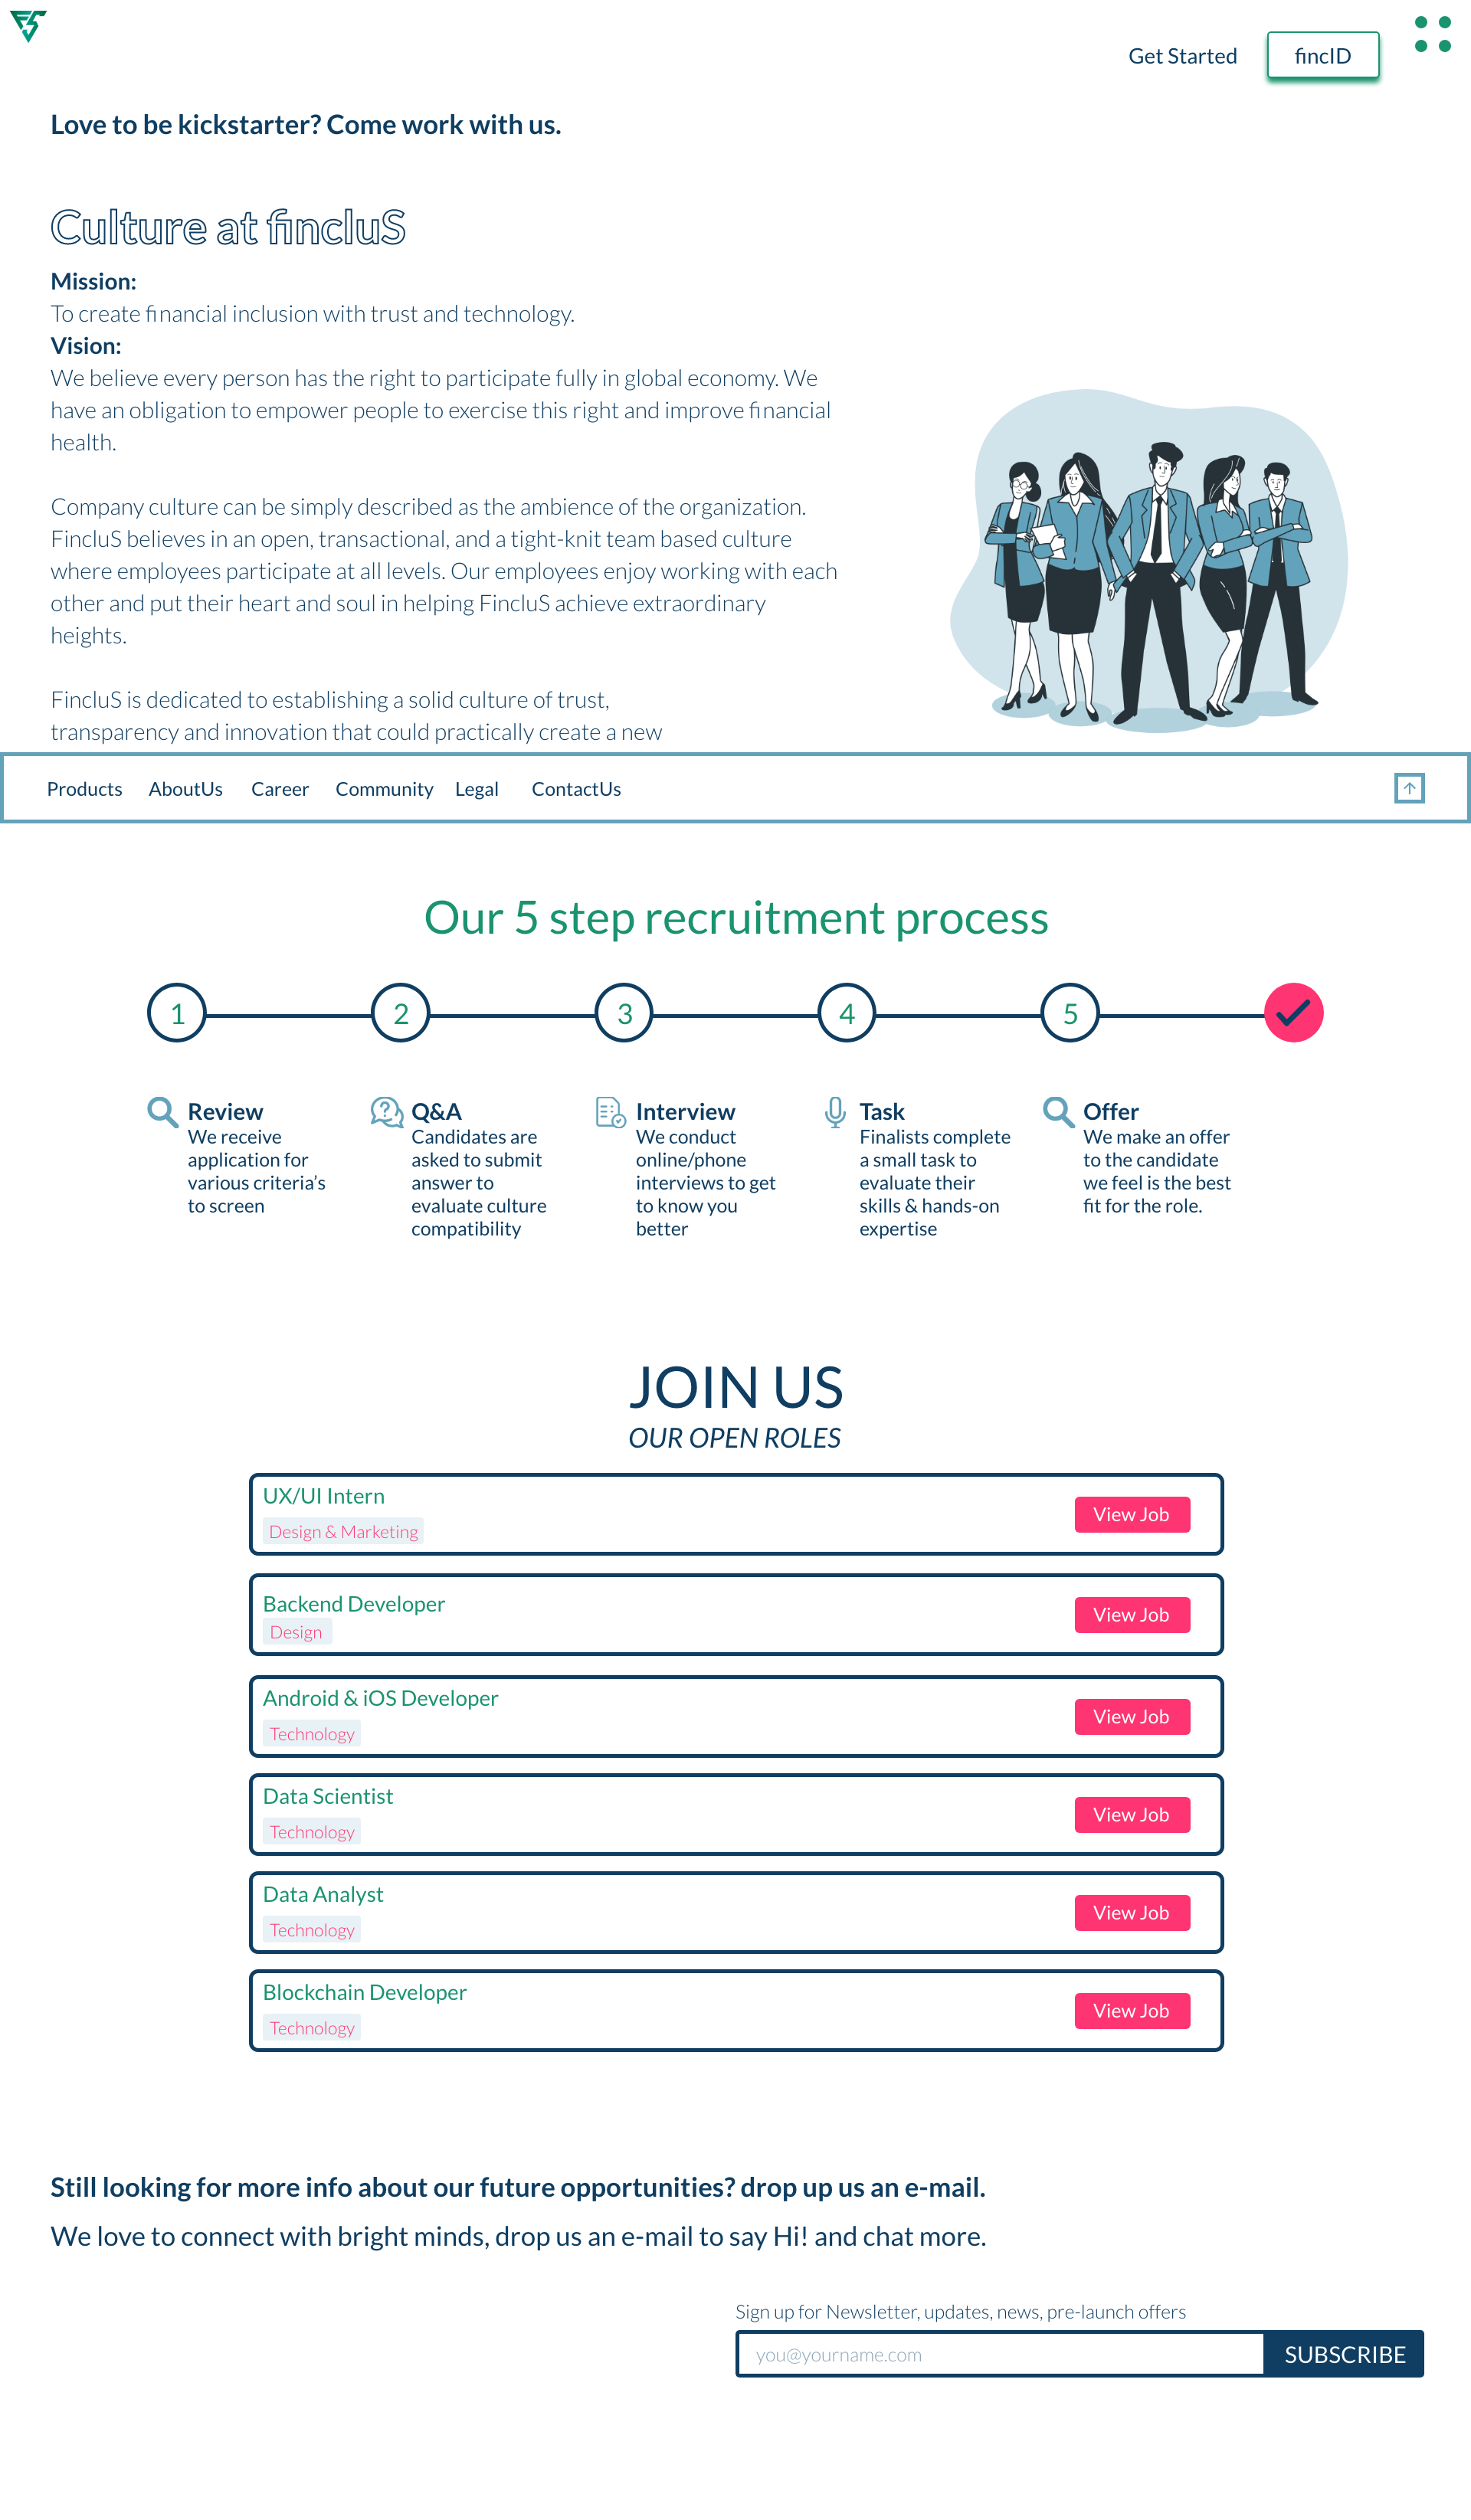 Get Started
fincID
Love to be kickstarter? Come work with us.
Culture at fincluS
Mission:
To create financial inclusion with trust and technology.
Vision:
We believe every person has the right to participate fully in global economy. We
have an obligation to empower people to exercise this right and improve financial
health.
Company culture can be simply described as the ambience of the organization.
FincluS believes in an open, transactional, and a tight-knit team based culture
where employees participate at all levels. Our employees enjoy working with each
other and put their heart and soul in helping FincluS achieve extraordinary
heights.
FincluS is dedicated to establishing a solid culture of trust,
transparency and innovation that could practically create a new
Products AboutUs Career Community Legal ContactUs
Our 5 step recruitment process
1 2 3 4 5
Review
We receive
application for
various criteria's
to screen
Q&A
Candidates are
asked to submit
answer to
evaluate culture
compatibility
Interview
We conduct
online/phone
interviews to get
to know you
better
Task
Finalists complete
a small task to
evaluate their
skills & hands-on
expertise
Offer
We make an offer
to the candidate
we feel is the best
fit for the role.
JOIN US
OUR OPEN ROLES
UX/UI Intern
Design & Marketing
View Job
Backend Developer
Design
View Job
Android & iOS Developer
Technology
View Job
Data Scientist
Technology
View Job
Data Analyst
Technology
View Job
Blockchain Developer
Technology
View Job
Still looking for more info about our future opportunities? drop up us an e-mail.
We love to connect with bright minds, drop us an e-mail to say Hi! and chat more.
Sign up for Newsletter, updates, news, pre-launch offers
you@yourname.com
SUBSCRIBE